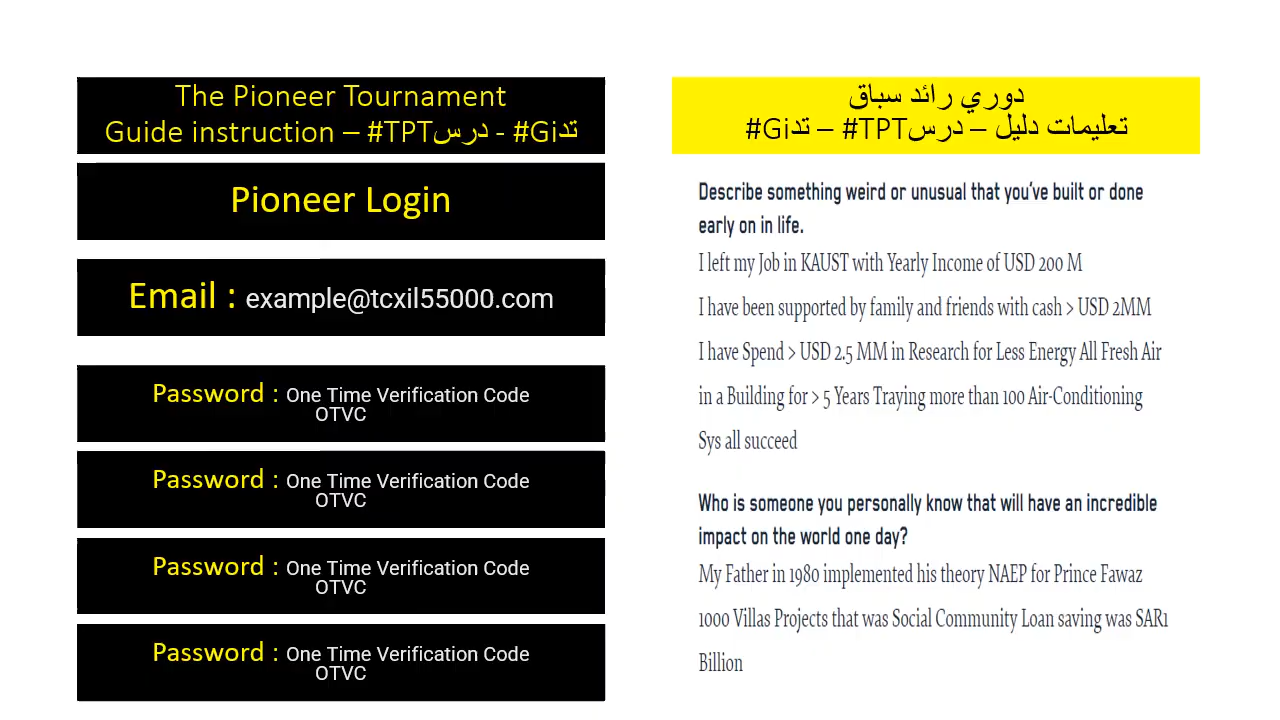 The Pioneer Tournament
Guide instruction – #TPTدرس - #Giتد
Pioneer Login
Email : example@tcxil55000.com
Password : One Time Verification Code
OTVC
Password : One Time Verification Code
OTVC
Password : One Time Verification Code
OTVC
Password : One Time Verification Code
OTVC
دوري رائد سباق
تعليمات دليل – درسTPT# – تدGi#
Describe something weird or unusual that you've built or done
early on in life.
I left my Job in KAUST with Yearly Income of USD 200 M
I have been supported by family and friends with cash > USD 2MM
I have Spend > USD 2.5 MM in Research for Less Energy All Fresh Air
in a Building for > 5 Years Traying more than 100 Air-Conditioning
Sys all succeed
Who is someone you personally know that will have an incredible
impact on the world one day?
My Father in 1980 implemented his theory NAEP for Prince Fawaz
1000 Villas Projects that was Social Community Loan saving was SAR1
Billion